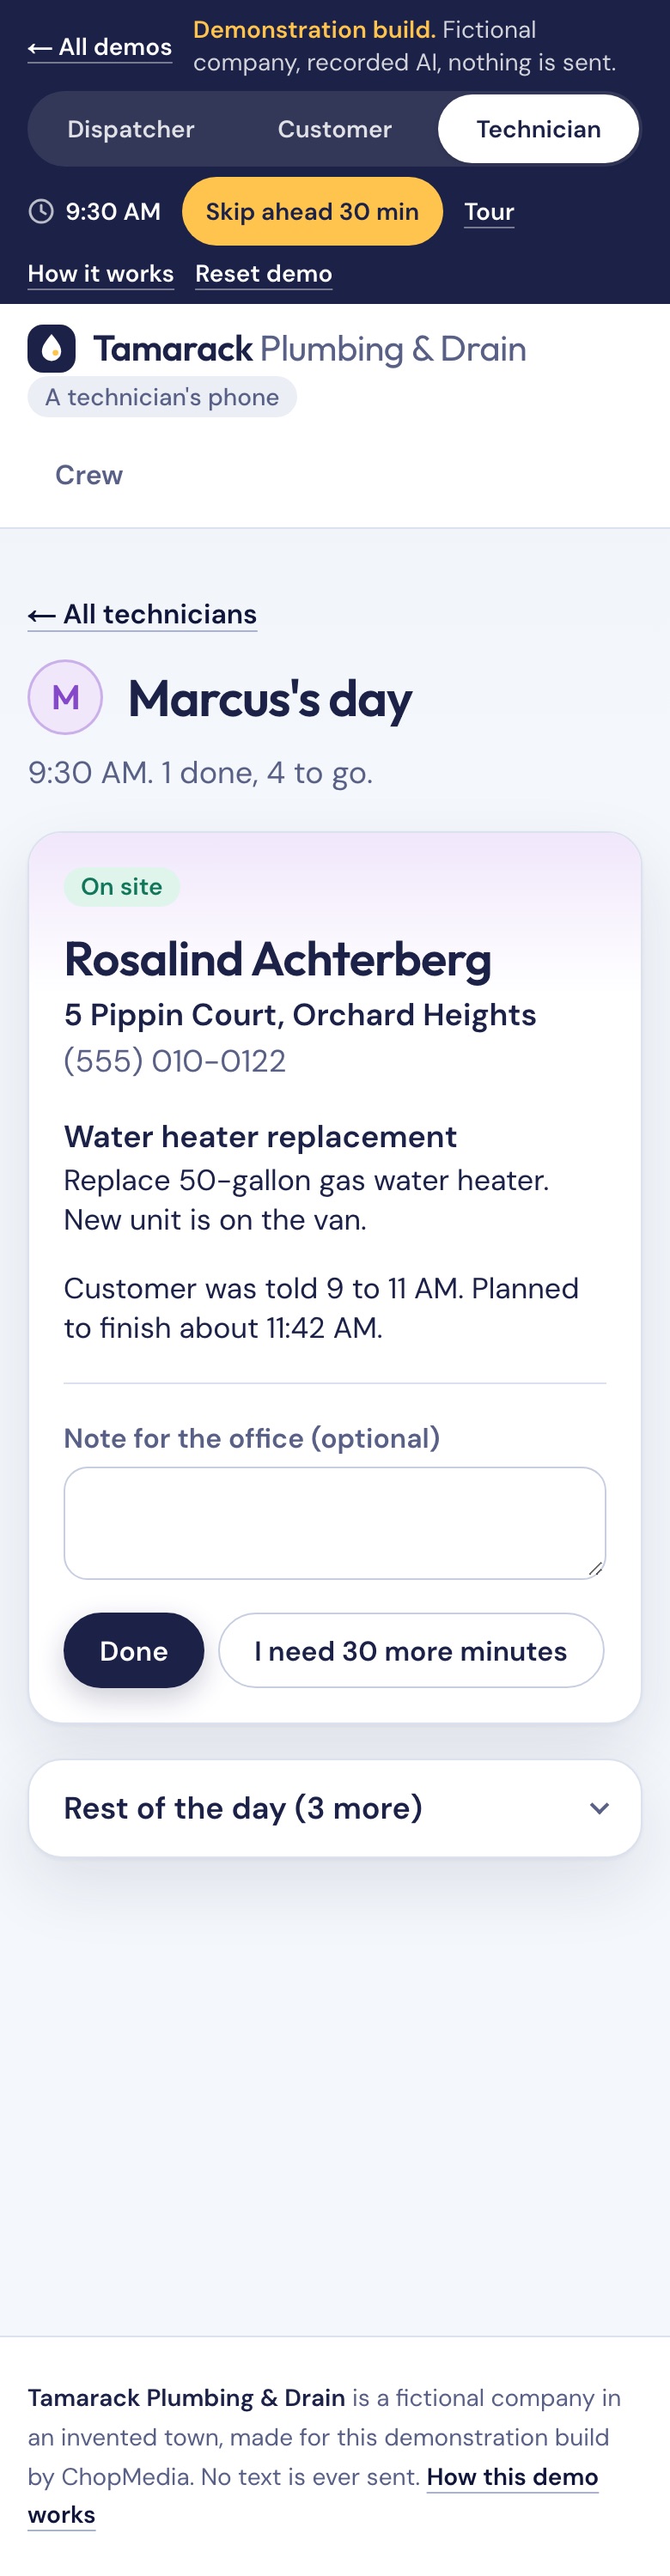 ← All demos
Demonstration build. Fictional
company, recorded AI, nothing is sent.
Dispatcher
Customer
Technician
9:30 AM
Skip ahead 30 min
Tour
How it works
Reset demo
Tamarack Plumbing & Drain
A technician's phone
Crew
← All technicians
M
Marcus's day
9:30 AM. 1 done, 4 to go.
On site
Rosalind Achterberg
5 Pippin Court, Orchard Heights
(555) 010-0122
Water heater replacement
Replace 50-gallon gas water heater.
New unit is on the van.
Customer was told 9 to 11 AM. Planned
to finish about 11:42 AM.
Note for the office (optional)
Done
I need 30 more minutes
Rest of the day (3 more)
Tamarack Plumbing & Drain is a fictional company in
an invented town, made for this demonstration build
by ChopMedia. No text is ever sent. How this demo
works